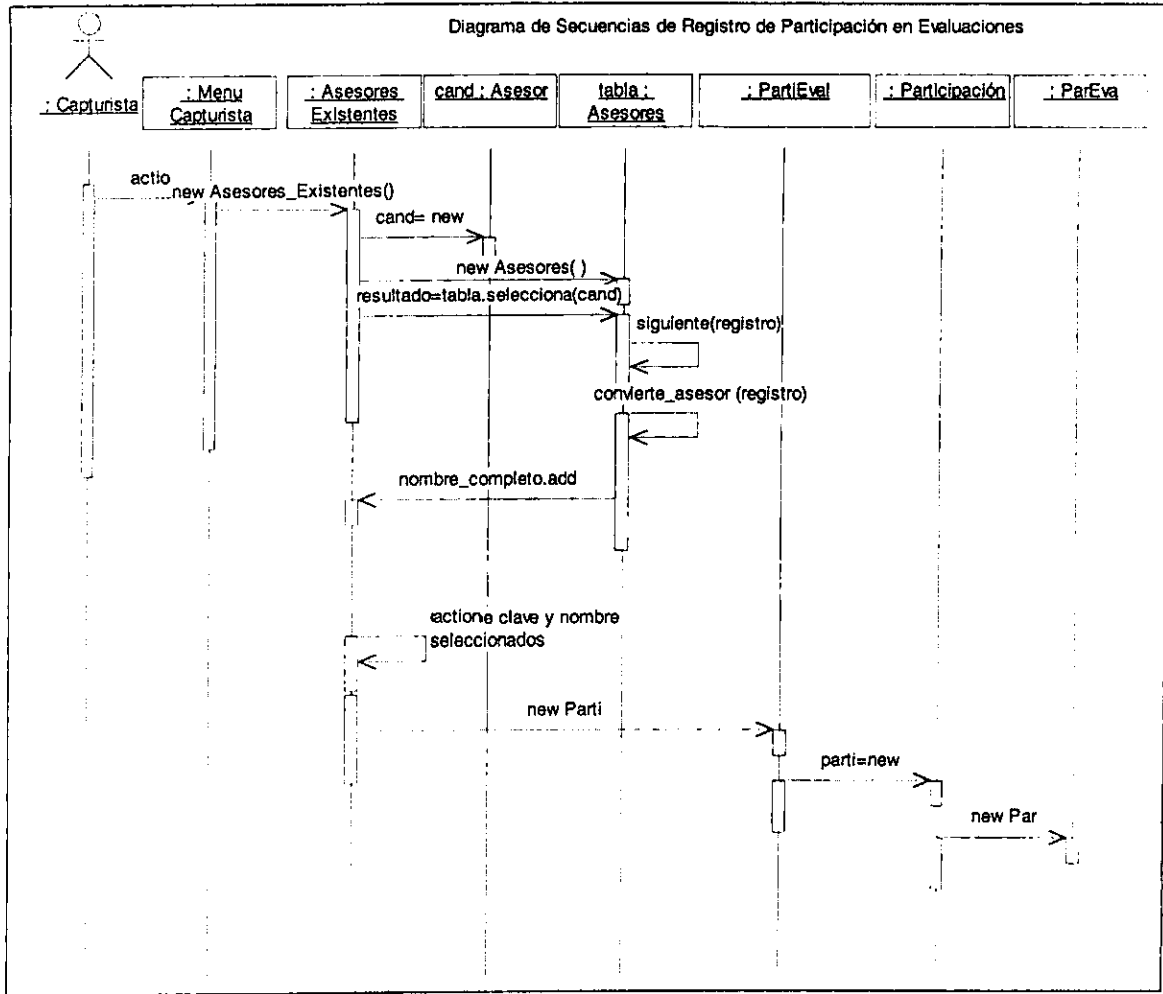 Diagrama de Secuencias de Registro de Participación en Evaluaciones
: Capturista
: Menu
Capturista
: Asesores
Existentes
cand : Asesor
tabla :
Asesores
: PartiEval
: Participación
: ParEva
actio
new Asesores_Existentes()
cand= new
new Asesores( )
resultado=tabla.selecciona(cand)
siguiente(registro)
convierte_asesor (registro)
nombre_completo.add
actione clave y nombre
seleccionados
new Parti
parti=new
new Par